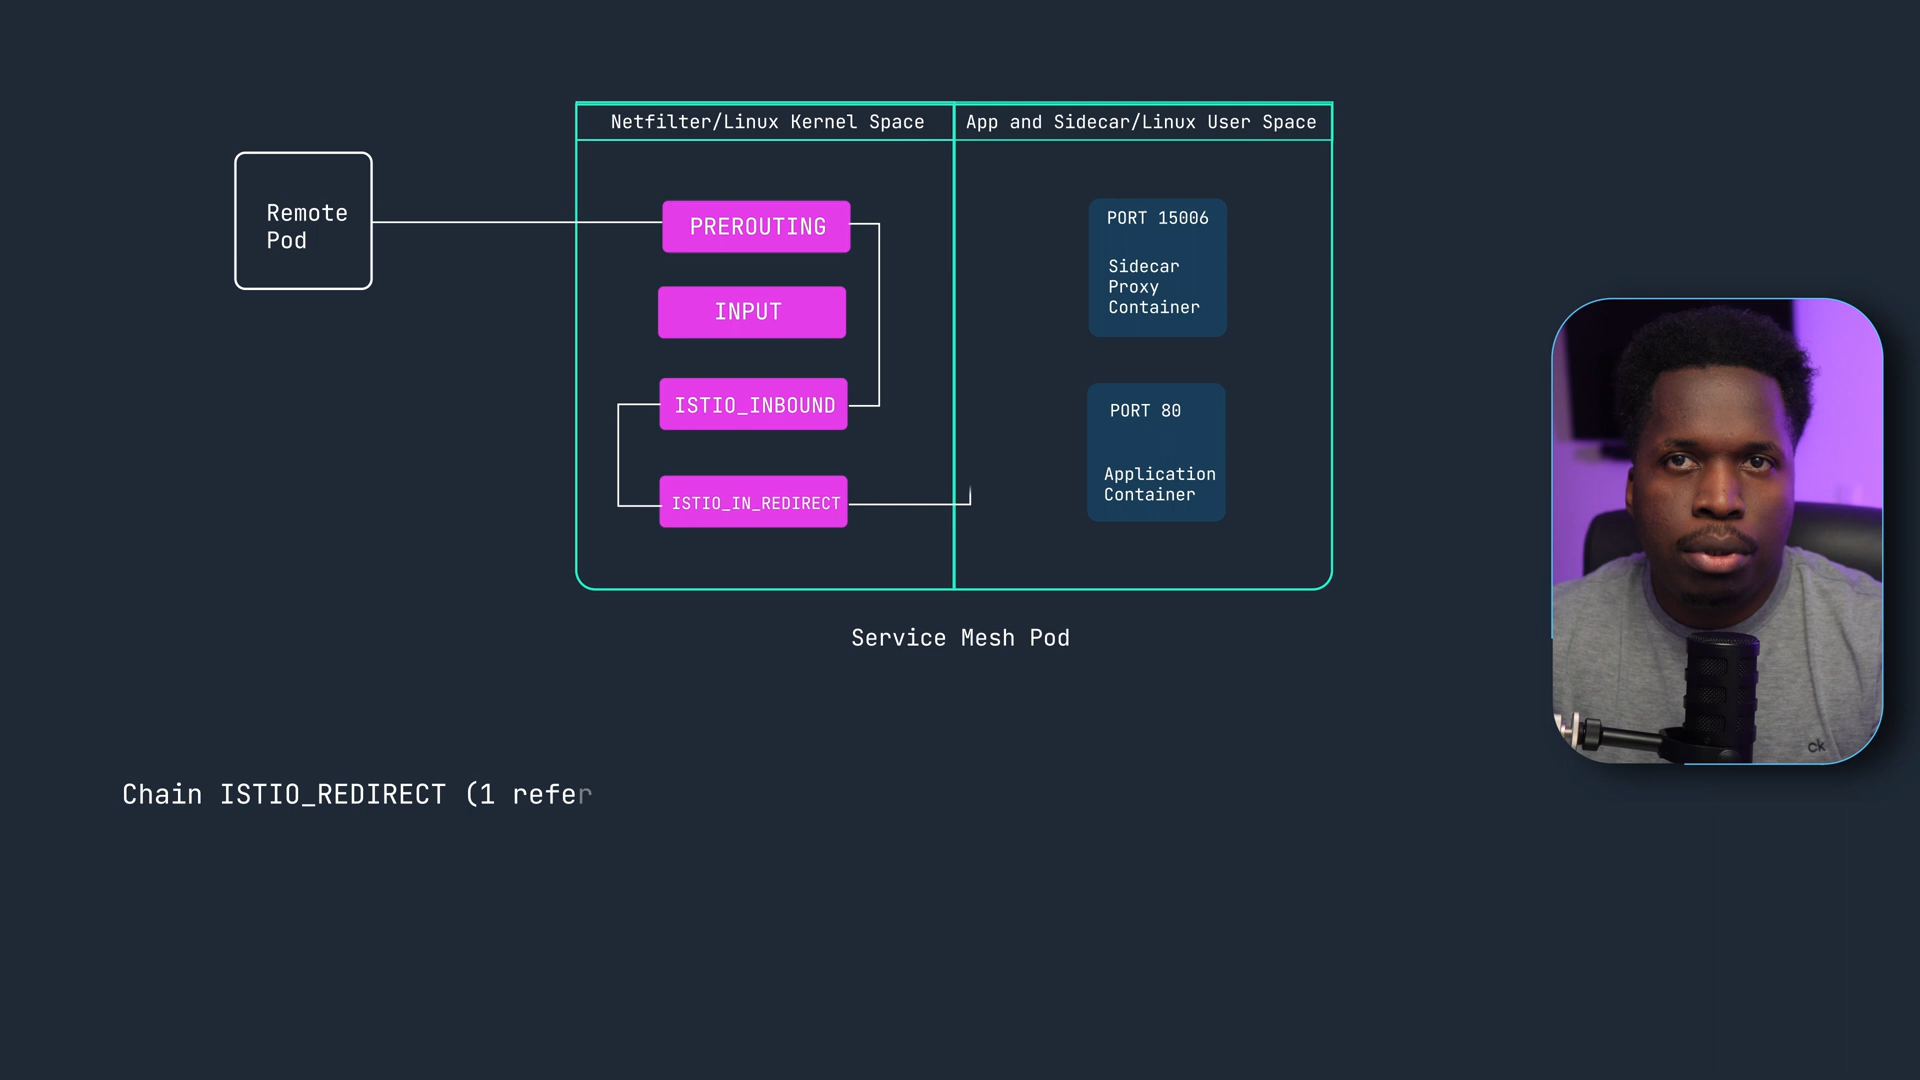 Netfilter/Linux Kernel Space
App and Sidecar/Linux User Space
Remote
Pod
PREROUTING
INPUT
ISTIO_INBOUND
ISTIO_IN_REDIRECT
PORT 15006
Sidecar
Proxy
Container
PORT 80
Application
Container
Service Mesh Pod
Chain ISTIO_REDIRECT (1 refer
ck